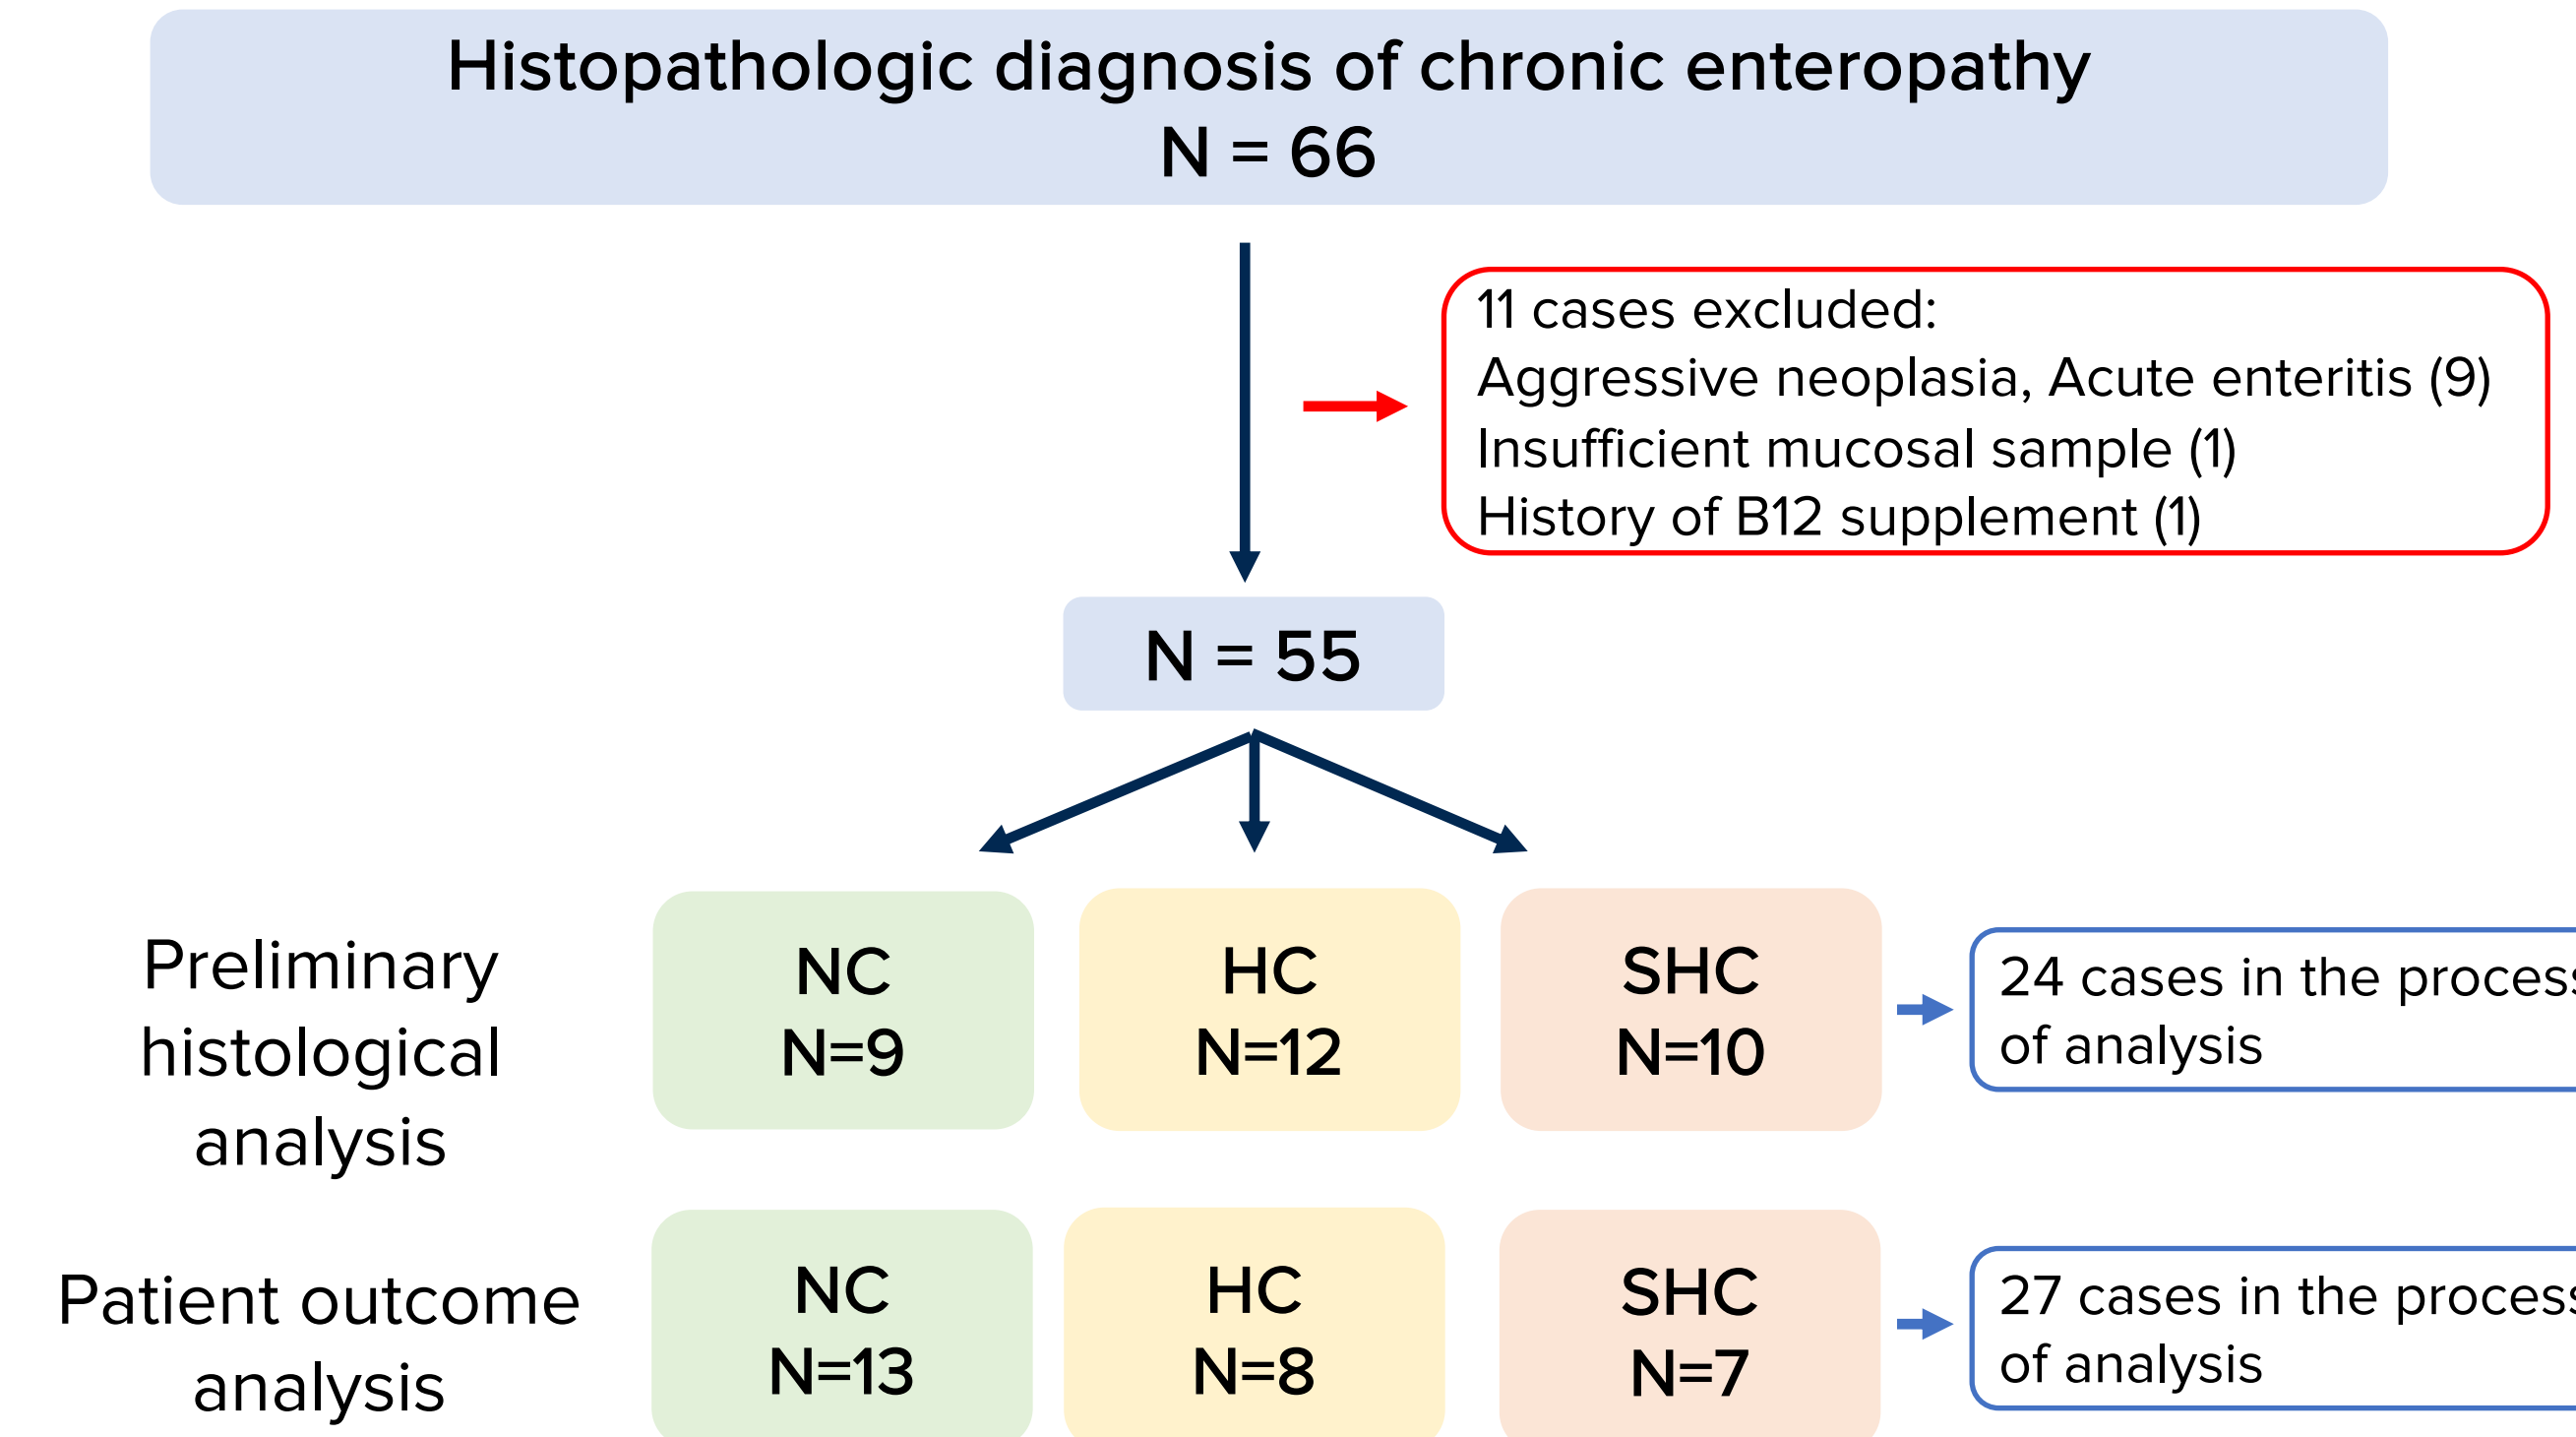 Histopathologic diagnosis of chronic enteropathy
N = 66
11 cases excluded:
Aggressive neoplasia, Acute enteritis (9)
Insufficient mucosal sample (1)
History of B12 supplement (1)
N = 55
Preliminary
histological
analysis
NC
N=9
HC
N=12
SHC
N=10
24 cases in the process
of analysis
Patient outcome
analysis
NC
N=13
HC
N=8
SHC
N=7
27 cases in the process
of analysis